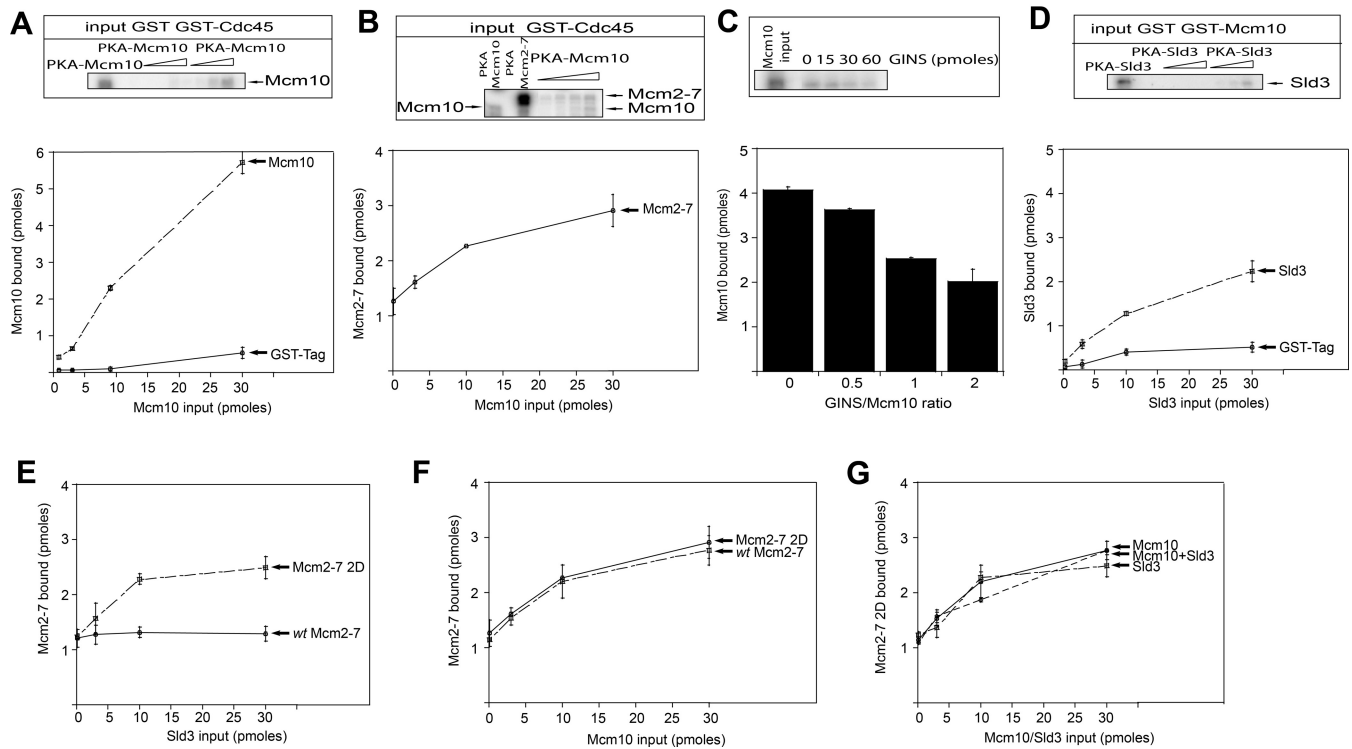 A
input GST GST-Cdc45
PKA-Mcm10 PKA-Mcm10
PKA-Mcm10
Mcm10
Mcm10 bound (pmoles)
6
5
4
3
2
1
Mcm10
GST-Tag
0 5 10 15 20 25 30
Mcm10 input (pmoles)
B
input GST-Cdc45
PKA
Mcm10
PKA
Mcm2-7
PKA-Mcm10
Mcm10
Mcm2-7
Mcm10
Mcm2-7 bound (pmoles)
4
3
2
1
Mcm2-7
0 5 10 15 20 25 30
Mcm10 input (pmoles)
C
Mcm10
input
0 15 30 60 GINS (pmoles)
Mcm10 bound (pmoles)
5
4
3
2
1
0 0.5 1 2
GINS/Mcm10 ratio
D
input GST GST-Mcm10
PKA-Sld3 PKA-Sld3
PKA-Sld3
Sld3
Sld3 bound (pmoles)
5
4
3
2
1
Sld3
GST-Tag
0 5 10 15 20 25 30
Sld3 input (pmoles)
E
Mcm2-7 bound (pmoles)
4
3
2
1
Mcm2-7 2D
wt Mcm2-7
0 5 10 15 20 25 30
Sld3 input (pmoles)
F
Mcm2-7 bound (pmoles)
4
3
2
1
Mcm2-7 2D
wt Mcm2-7
0 10 20 30
Mcm10 input (pmoles)
G
Mcm2-7 2D bound (pmoles)
4
3
2
1
Mcm10
Mcm10+Sld3
Sld3
0 5 10 15 20 25 30
Mcm10/Sld3 input (pmoles)